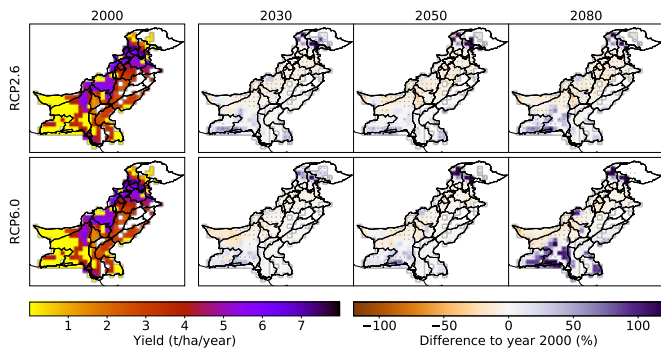 2000 2030 2050 2080
RCP2.6
RCP6.0
1 2 3 4 5 6 7 −100 −50 0 50 100
Yield (t/ha/year) Difference to year 2000 (%)